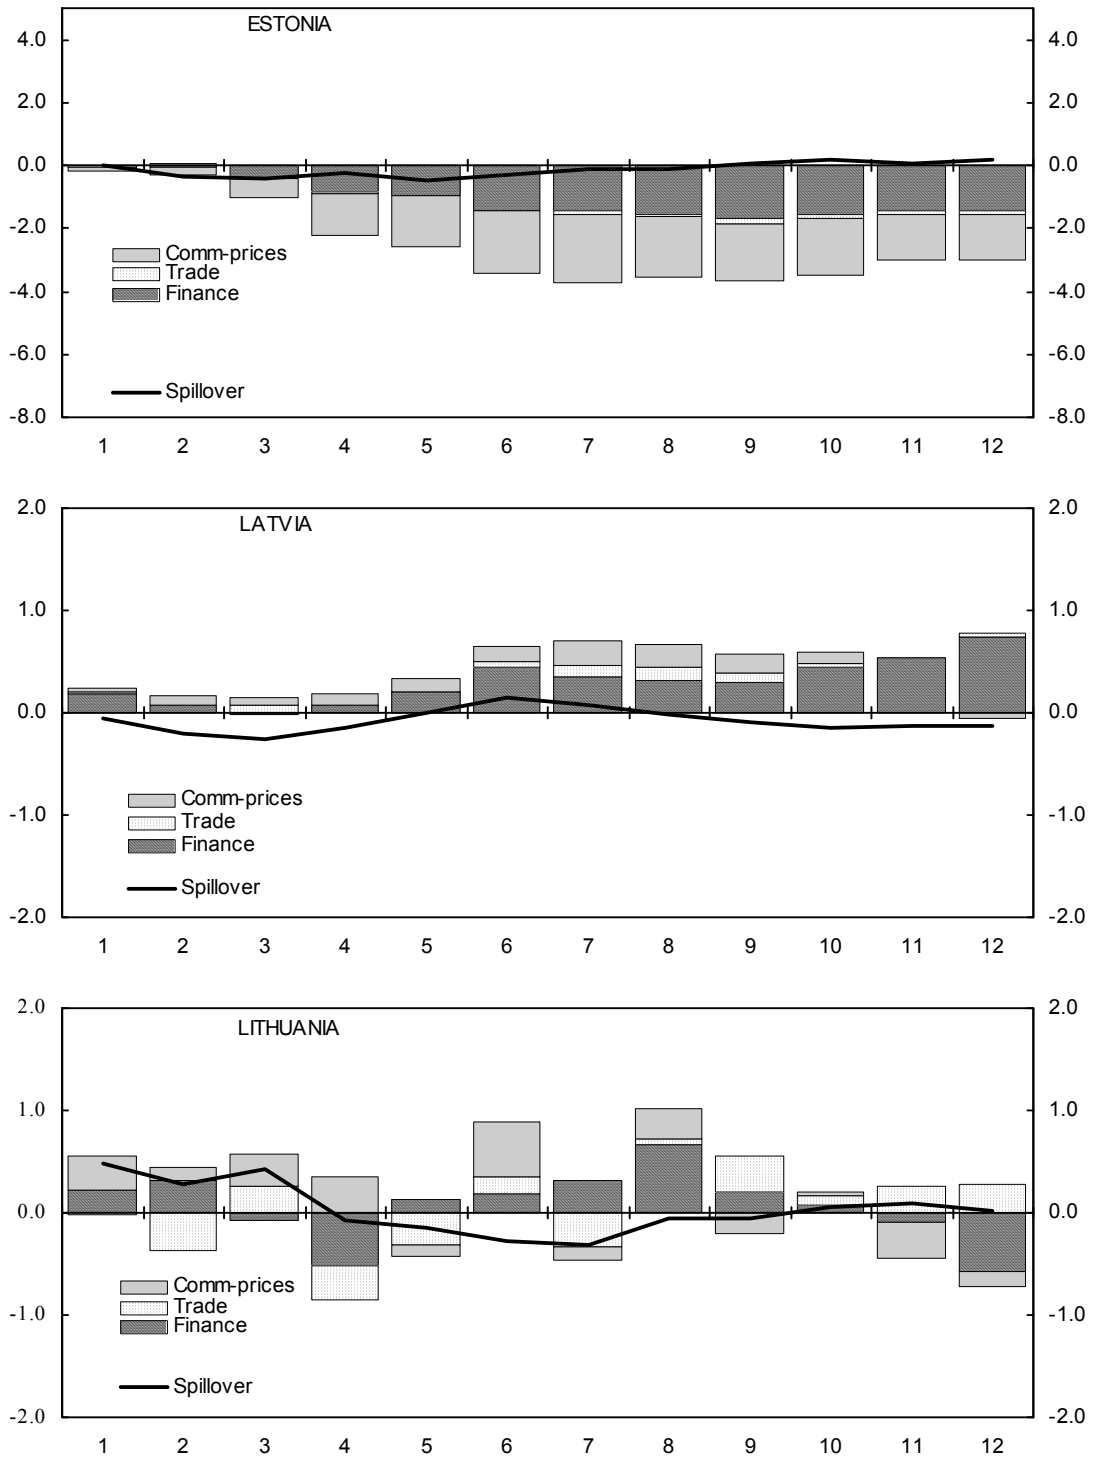 ESTONIA
4.0 4.0
2.0 2.0
0.0 0.0
-2.0 -2.0
Comm-prices
Trade
Finance
-4.0 -4.0
-6.0 -6.0
Spillover
-8.0 -8.0
1 2 3 4 5 6 7 8 9 10 11 12
2.0 2.0
LATVIA
1.0 1.0
0.0 0.0
Comm-prices
-1.0 -1.0
Trade
Finance
Spillover
-2.0 -2.0
1 2 3 4 5 6 7 8 9 10 11 12
2.0 2.0
LITHUANIA
1.0 1.0
0.0 0.0
Comm-prices
Trade
-1.0 -1.0
Finance
Spillover
-2.0 -2.0
1 2 3 4 5 6 7 8 9 10 11 12